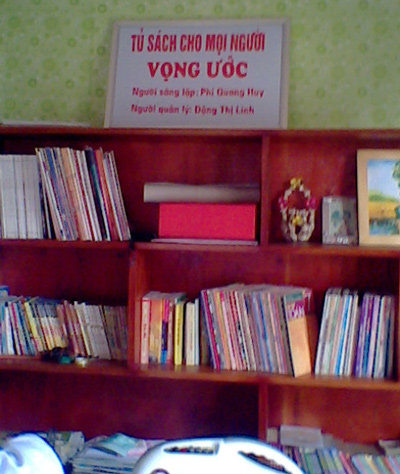 TỦ SÁCH CHO MỌI NGƯỜI
VỌNG ƯỚC
Người sáng lập: Phí Quang Huy
Người quản lý: Đặng Thị Linh